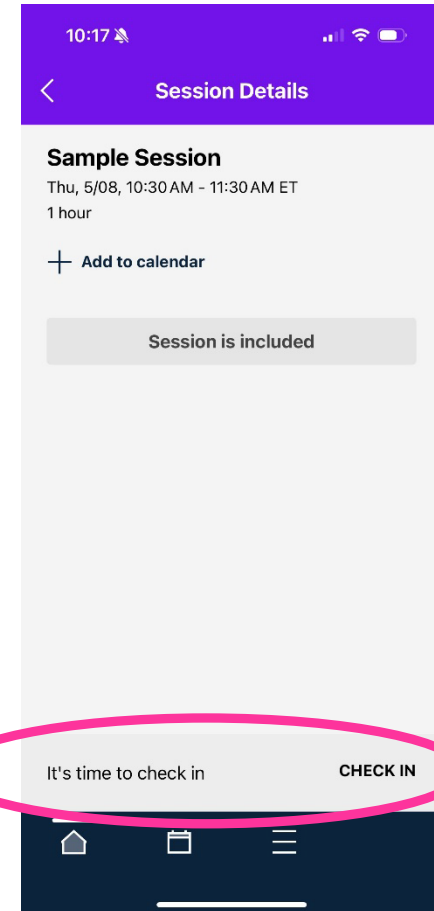 10:17
Session Details
Sample Session
Thu, 5/08, 10:30 AM - 11:30 AM ET
1 hour
Add to calendar
Session is included
It's time to check in CHECK IN